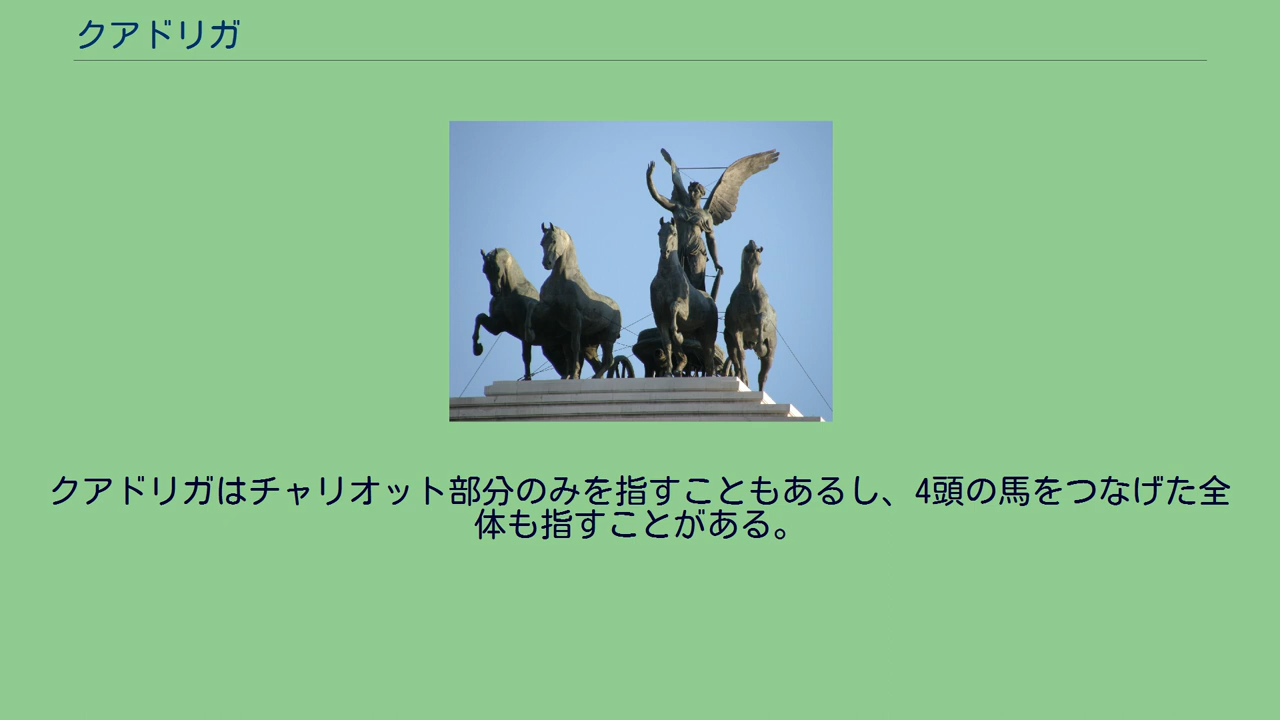 クアドリガ
クアドリガはチャリオット部分のみを指すこともあるし、4頭の馬をつなげた全
体も指すことがある。